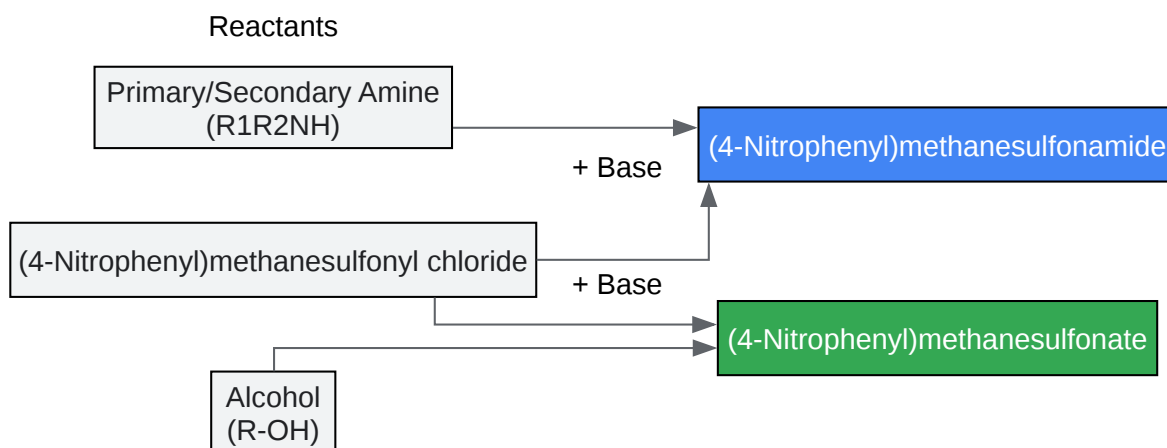 Reactants
Primary/Secondary Amine
(R1R2NH)
(4-Nitrophenyl)methanesulfonamide
+ Base
(4-Nitrophenyl)methanesulfonyl chloride
+ Base
(4-Nitrophenyl)methanesulfonate
Alcohol
(R-OH)